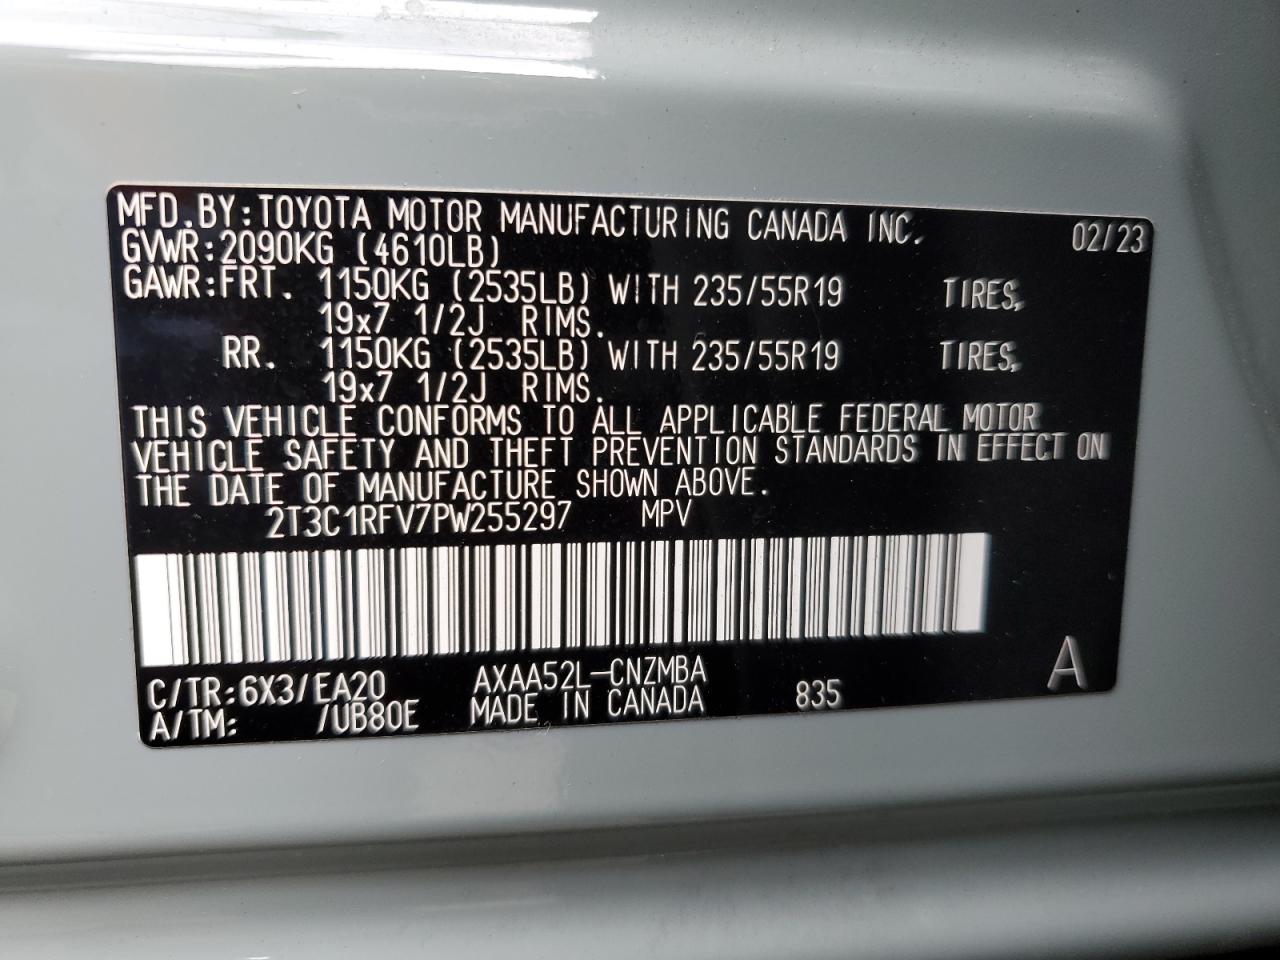 MFD.BY:TOYOTA MOTOR MANUFACTURING CANADA INC. 02/23
GVWR:2090KG (4610LB)
GAWR:FRT. 1150KG (2535LB) WITH 235/55R19 TIRES,
19x7 1/2J RIMS.
RR. 1150KG (2535LB) WITH 235/55R19 TIRES,
19x7 1/2J RIMS.
THIS VEHICLE CONFORMS TO ALL APPLICABLE FEDERAL MOTOR
VEHICLE SAFETY AND THEFT PREVENTION STANDARDS IN EFFECT ON
THE DATE OF MANUFACTURE SHOWN ABOVE.
2T3C1RFV7PW255297 MPV
C/TR:6X3/EA20 AXAA52L-CNZMBA A
A/TM: /UB80E MADE IN CANADA 835